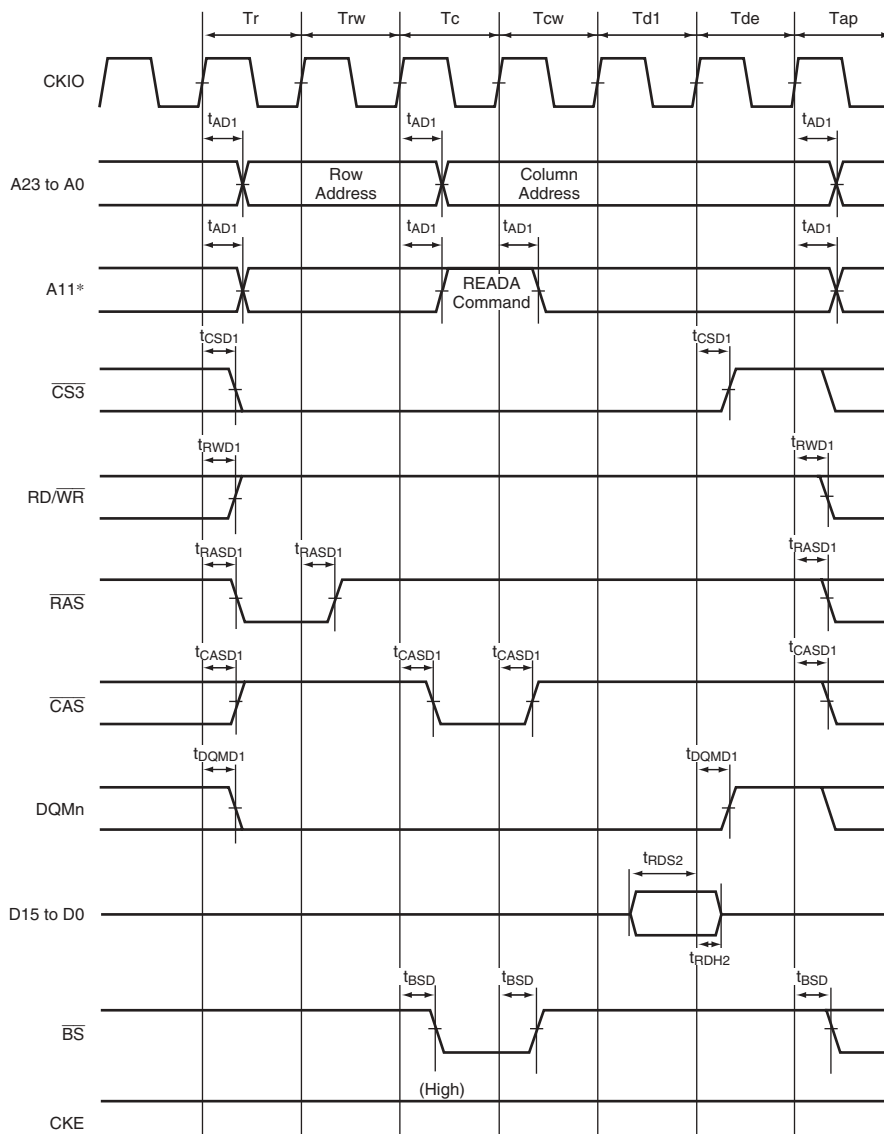 Tr Trw Tc Tcw Td1 Tde Tap
CKIO
tAD1 tAD1 tAD1
A23 to A0
Row Address
Column Address
tAD1 tAD1 tAD1 tAD1
A11*
READA Command
tCSD1 tCSD1
CS3
tRWD1 tRWD1
RD/WR
tRASD1 tRASD1 tRASD1
RAS
tCASD1 tCASD1 tCASD1 tCASD1
CAS
tDQMD1 tDQMD1
DQMn
tRDS2
D15 to D0
tRDH2
tBSD tBSD tBSD
BS
(High)
CKE